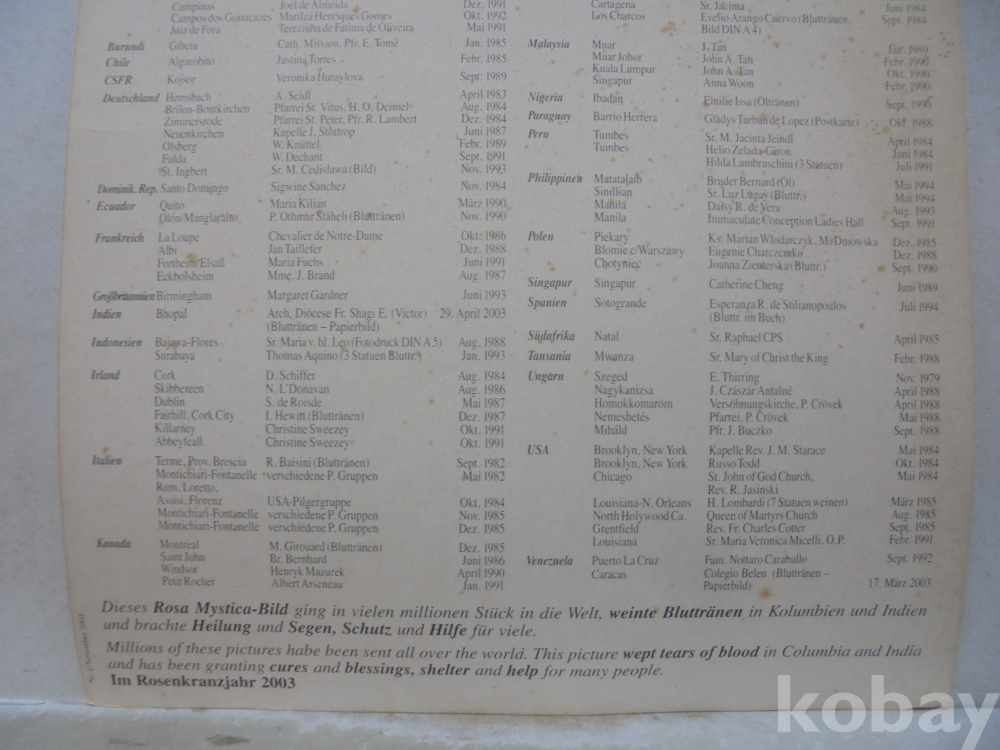 Campinas Joel de Almeida Dez. 1991
Campos dos Goitacazes Mariza Henriques Gomes Okt. 1992
Juiz de Fora Terezinha de Fatima de Oliveira Mai 1991
Burundi Giheta Cath. Mission, Pfr. E. Tomé Jan. 1985
Chile Algarobito Justina Torres Febr. 1985
CSFR Kojsor Veronika Huraylova Sept. 1989
Deutschland Hemsbach A. Seidl April 1983
Brilon-Bontkirchen Pfarrei St. Vitus, H. O. Deimel Aug. 1984
Zimmersrode Pfarrei St. Peter, Pfr. R. Lambert Dez. 1984
Neuenkirchen Kapelle J. Stöttrop Juni 1987
Olsberg W. Knüttel Febr. 1989
Fulda W. Dechant Sept. 1991
St. Ingbert Sr. M. Cedislawa (Bild) Nov. 1993
Dominik. Rep. Santo Domingo Sigwine Sanchez Nov. 1984
Ecuador Quito Maria Kilian März 1990
Olón/Manglaralto P. Othmar Stäheli (Bluttränen) Nov. 1990
Frankreich La Loupe Chevalier de Notre-Dame Okt. 1986
Albi Jan Taillefer Dez. 1988
Fortheim Elsaß Maria Fuchs Juni 1991
Eckbolsheim Mme. J. Brand Aug. 1987
Großbritannien Birmingham Margaret Gardner Juni 1993
Indien Bhopal Arch, Diöcese Fr. Shagi E. (Victor) 29. April 2003
(Bluttränen – Papierbild)
Indonesien Bajawa-Flores Sr. Maria v. hl. Leo (Fotodruck DIN A 5) Aug. 1988
Surabaya Thomas Aquino (3 Statuen Bluttr.) Jan. 1993
Irland Cork D. Schiffer Aug. 1984
Skibbereen N. L'Donavan Aug. 1986
Dublin S. de Roisde Mai 1987
Fairhill, Cork City I. Hewitt (Bluttränen) Dez. 1987
Killarney Christine Sweezey Okt. 1991
Abbeyfeall Christine Sweezey Okt. 1991
Italien Terme, Prov. Brescia R. Baisini (Bluttränen) Sept. 1982
Montichiari-Fontanelle verschiedene P. Gruppen Mai 1982
Rom, Loretto,
Assisi, Florenz USA-Pilgergruppe Okt. 1984
Montichiari-Fontanelle verschiedene P. Gruppen Nov. 1985
Montichiari-Fontanelle verschiedene P. Gruppen Dez. 1985
Kanada Montreal M. Girouard (Bluttränen) Dez. 1985
Saint John Br. Bernhard Juni 1986
Windsor Henryk Mazurek April 1990
Petit Rocher Albert Arseneau Jan. 1991
Cartagena Sr. Jacinta Juni 1984
Los Charcos Evelio Arango Cuervo (Bluttränen, Sept. 1984
Bild DIN A 4)
Malaysia Muar J. Tan Jan. 1989
Muar Johor John A. Tah Febr. 1990
Kuala Lumpur John A. Tan Okt. 1990
Singapur Anna Woon Febr. 1990
Nigeria Ibadan Emilie Issa (Öltränen) Sept. 1990
Paraguay Barrio Herrera Gladys Turban de Lopez (Postkarte) Okt. 1988
Peru Tumbes Sr. M. Jacinta Jeindl April 1984
Tumbes Helio Zelada-Giron Juni 1984
Hilda Lambruschini (3 Statuen) Juli 1991
Philippinen Matatalaib Bruder Bernard (Öl) Mai 1994
Sinillian Sr. Luz Lagay (Bluttr.) Mai 1994
Manila Daisy R. de Vera Aug. 1993
Manila Immaculate Conception Ladies Hall Sept. 1991
Polen Piekary Ks. Marian Wlodarczyk, M. Dmowska Dez. 1985
Blomie c/Warszawy Eugenie Charczemko Dez. 1988
Chotyniec Joanna Zienterska (Bluttr.) Sept. 1990
Singapur Singapur Catherine Cheng Juni 1989
Spanien Sotogrande Esperanza R. de Stilianopoulos Juli 1994
(Bluttr. im Buch)
Südafrika Natal Sr. Raphael CPS April 1985
Tansania Mwanza Sr. Mary of Christ the King Febr. 1988
Ungarn Szeged E. Thirring Nov. 1979
Nagykanizsa J. Czászár Antalné April 1988
Homokkomarom Versöhnungskirche, P. Crövek April 1988
Nemeshetés Pfarrei, P. Crövek Mai 1988
Miháld Pfr. J. Buczko Sept. 1988
USA Brooklyn, New York Kapelle Rev. J. M. Starace Mai 1984
Brooklyn, New York Russo Todd Okt. 1984
Chicago St. John of God Church, Mai 1984
Rev. R. Jasinski
Louisiana-N. Orleans H. Lombardi (7 Statuen weinen) März 1985
North Holywood Ca. Queen of Martyrs Church Aug. 1985
Grentfield Rev. Fr. Charles Cotter Sept. 1985
Louisiana Sr. Maria Veronica Micelli, O.P. Febr. 1991
Venezuela Puerto La Cruz Fam. Nottaro Caraballo Sept. 1992
Caracas Colegio Belen (Bluttränen –
Papierbild) 17. März 2003
Dieses Rosa Mystica-Bild ging in vielen millionen Stück in die Welt, weinte Bluttränen in Kolumbien und Indien
und brachte Heilung und Segen, Schutz und Hilfe für viele.
Millions of these pictures habe been sent all over the world. This picture wept tears of blood in Columbia and India
and has been granting cures and blessings, shelter and help for many people.
Im Rosenkranzjahr 2003
November 2003
kobay